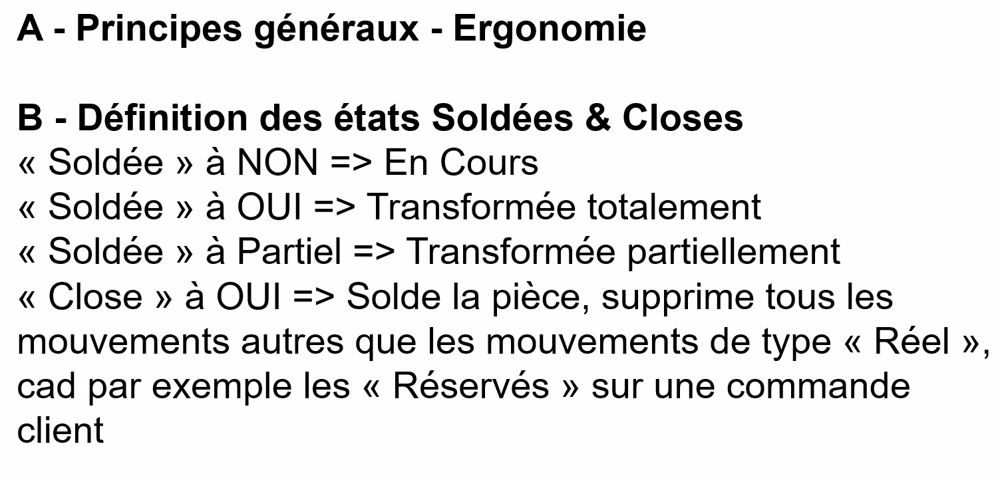 A - Principes généraux - Ergonomie
B - Définition des états Soldées & Closes
« Soldée » à NON => En Cours
« Soldée » à OUI => Transformée totalement
« Soldée » à Partiel => Transformée partiellement
« Close » à OUI => Solde la pièce, supprime tous les
mouvements autres que les mouvements de type « Réel »,
cad par exemple les « Réservés » sur une commande
client